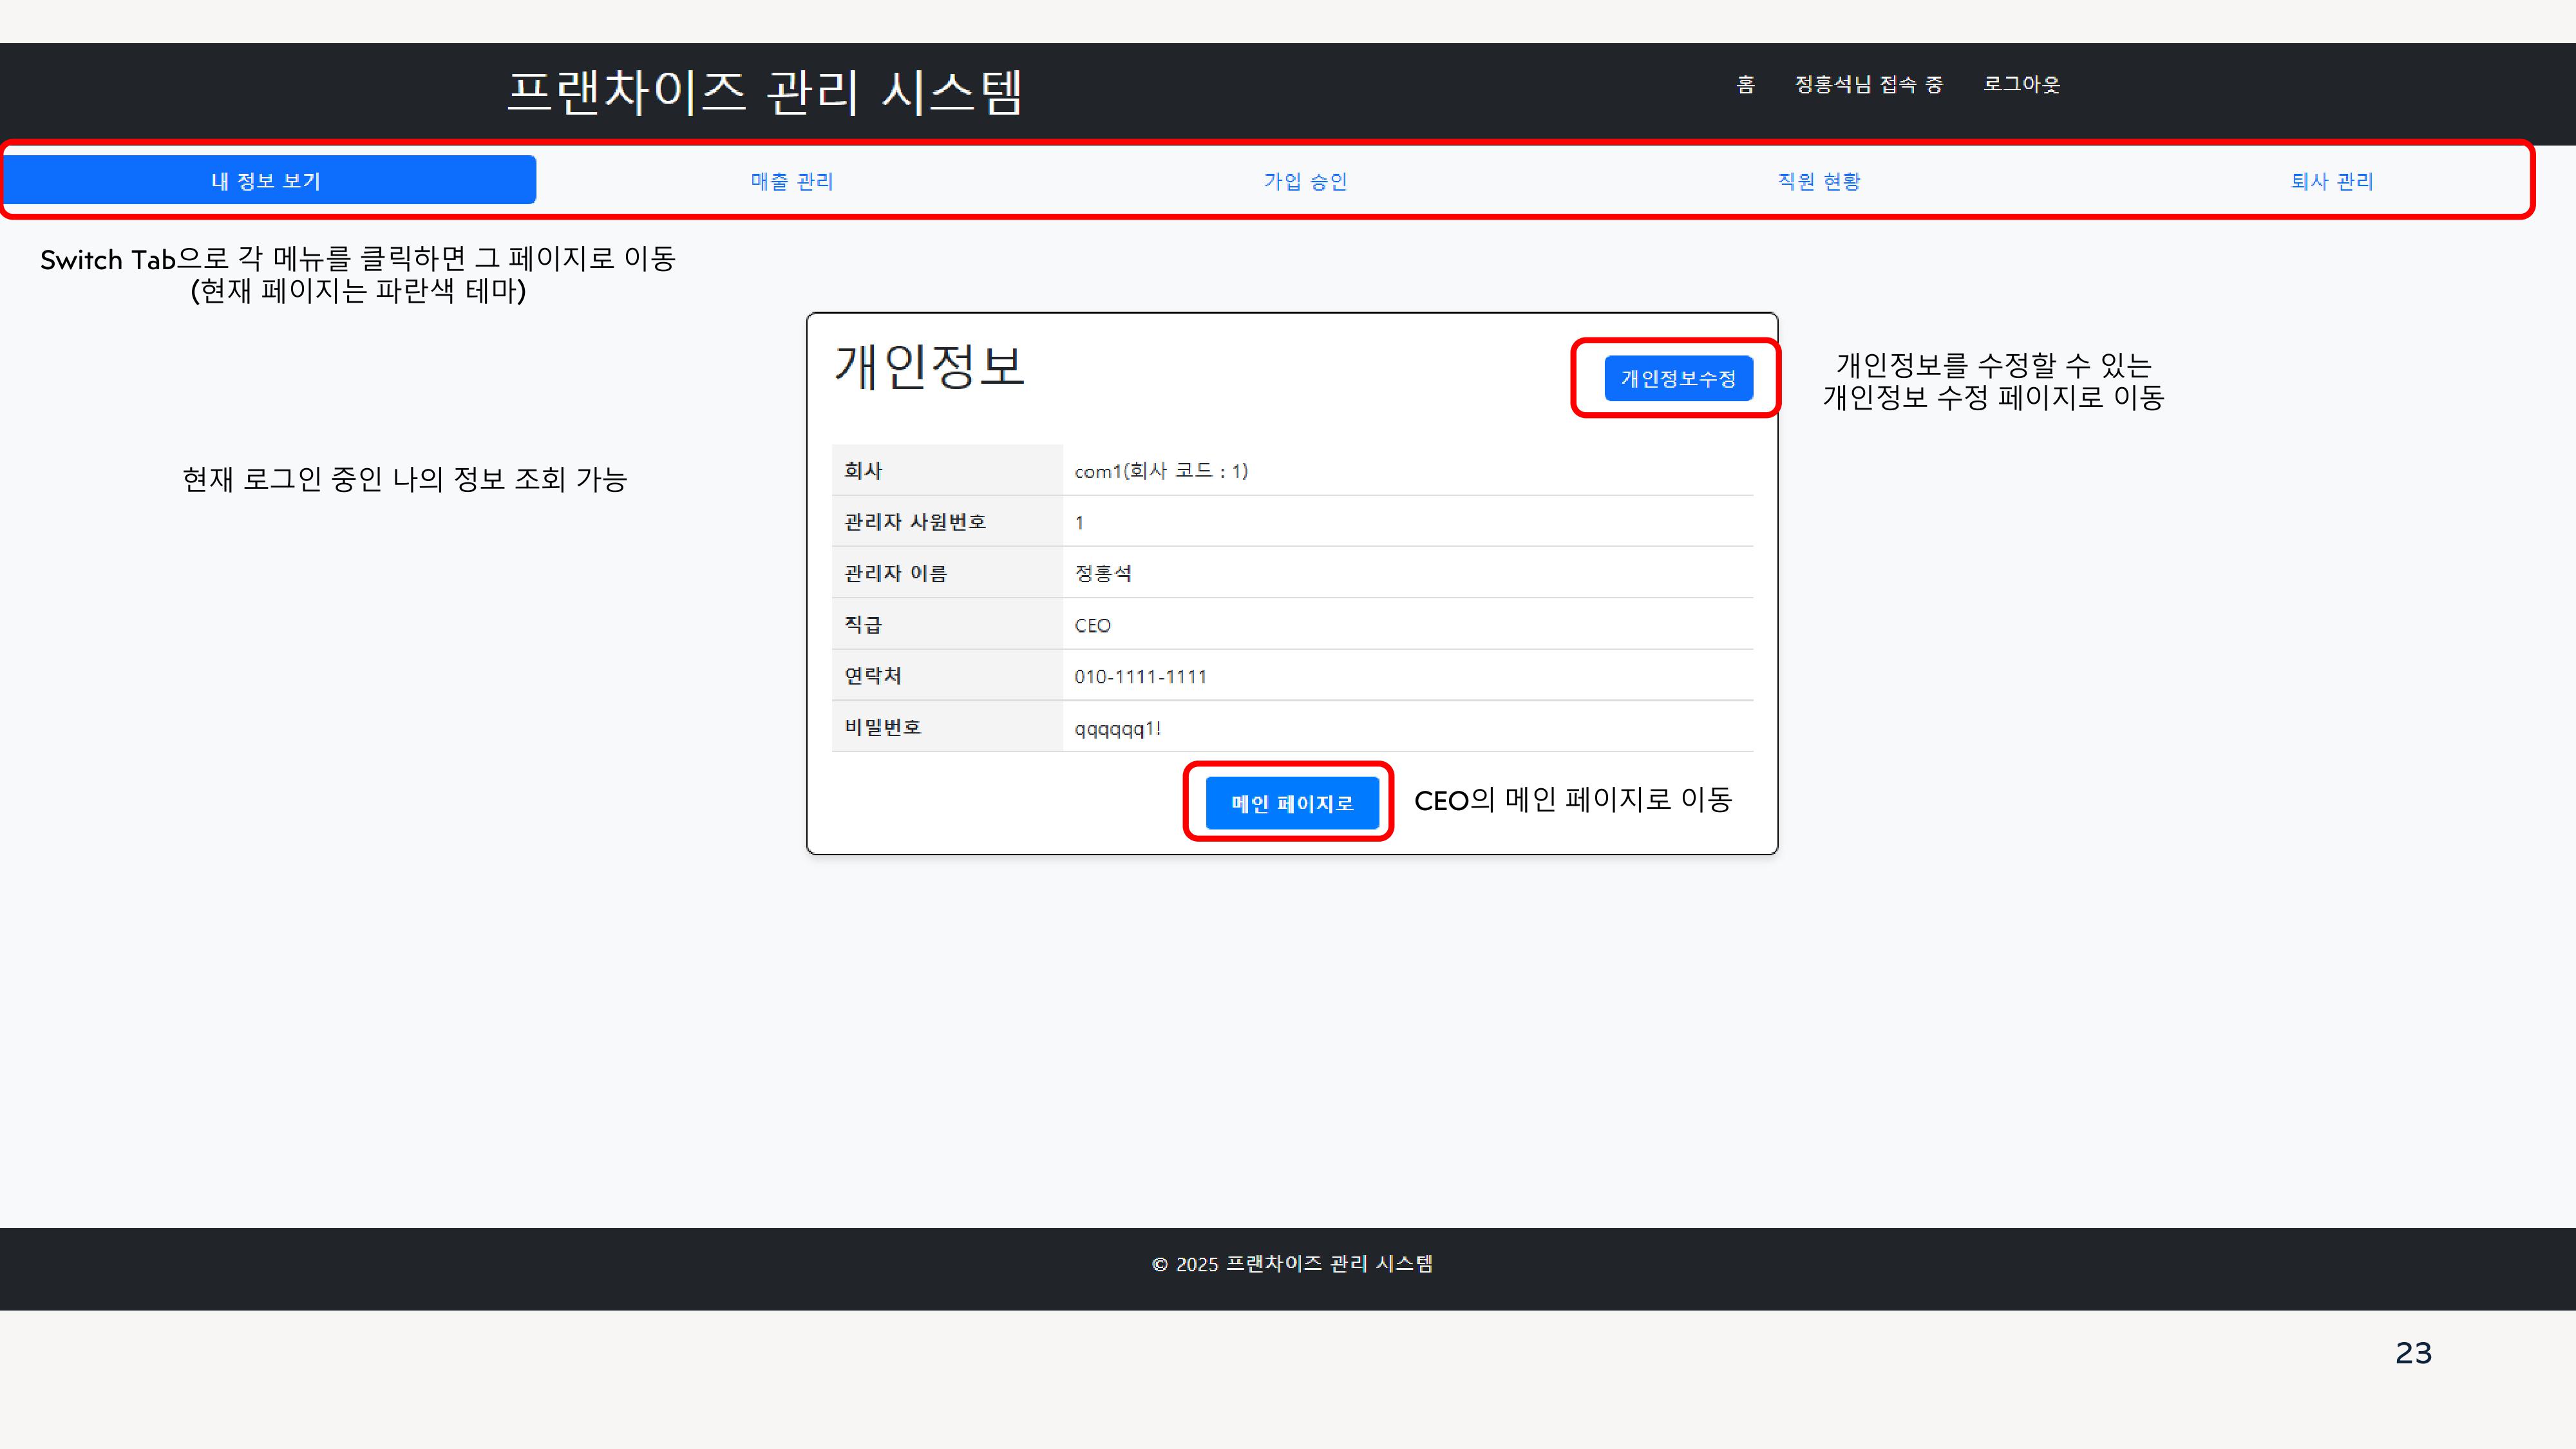 프랜차이즈 관리 시스템
홈 정홍석님 접속 중 로그아웃
내 정보 보기 매출 관리 가입 승인 직원 현황 퇴사 관리
Switch Tab으로 각 메뉴를 클릭하면 그 페이지로 이동
(현재 페이지는 파란색 테마)
개인정보
개인정보수정
개인정보를 수정할 수 있는
개인정보 수정 페이지로 이동
현재 로그인 중인 나의 정보 조회 가능
회사 com1(회사 코드 : 1)
관리자 사원번호 1
관리자 이름 정홍석
직급 CEO
연락처 010-1111-1111
비밀번호 qqqqqq1!
메인 페이지로
CEO의 메인 페이지로 이동
© 2025 프랜차이즈 관리 시스템
23